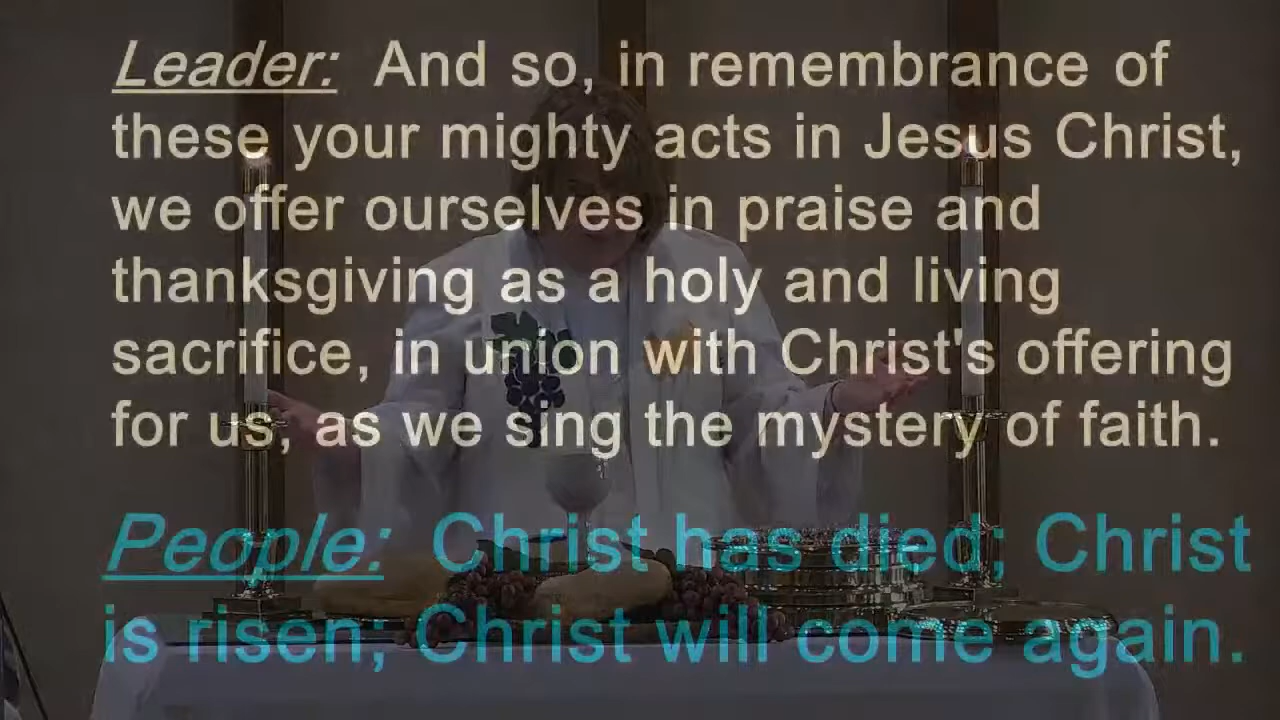 Leader: And so, in remembrance of
these your mighty acts in Jesus Christ,
we offer ourselves in praise and
thanksgiving as a holy and living
sacrifice, in union with Christ's offering
for us, as we sing the mystery of faith.
People: Christ has died; Christ
is risen; Christ will come again.